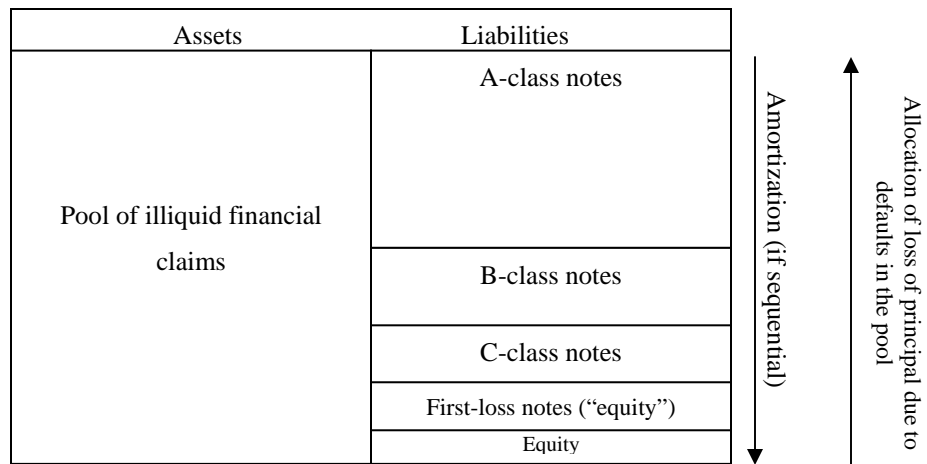 Assets
Liabilities
Pool of illiquid financial
claims
A-class notes
B-class notes
C-class notes
First-loss notes (“equity”)
Equity
Amortization (if sequential)
Allocation of loss of principal due to
defaults in the pool